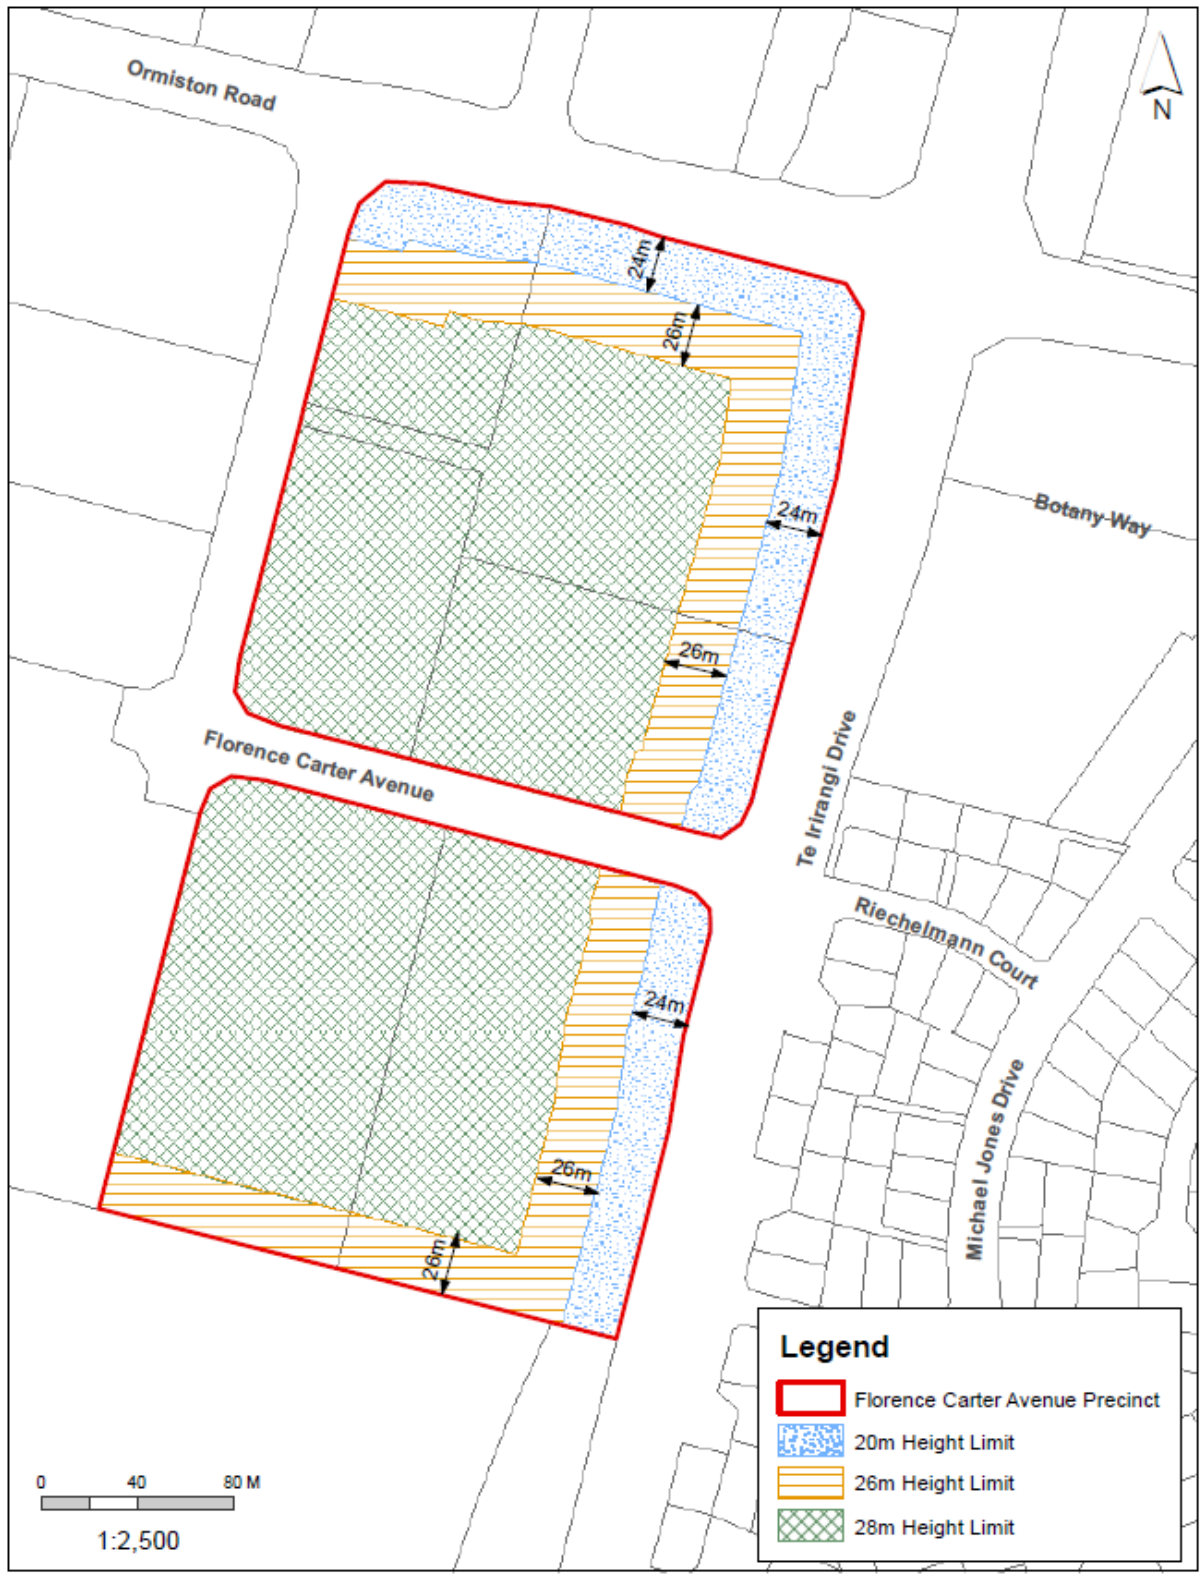 Ormiston Road
N
24m
26m
24m
Botany Way
26m
Florence Carter Avenue
Te Irirangi Drive
Riechelmann Court
24m
Michael Jones Drive
26m
26m
Legend
Florence Carter Avenue Precinct
20m Height Limit
26m Height Limit
28m Height Limit
0 40 80 M
1:2,500